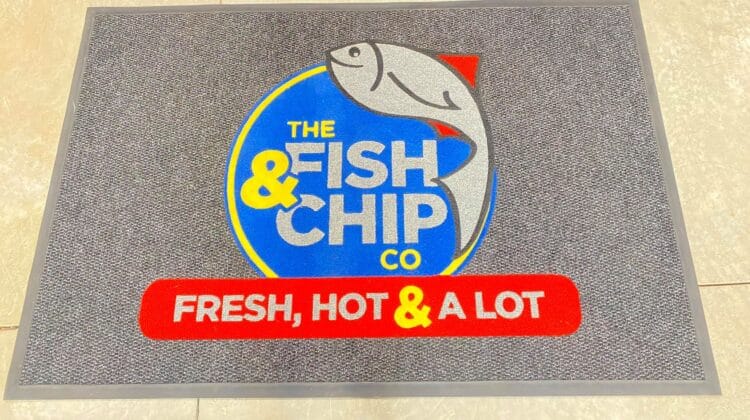 THE
& FISH
CHIP
CO
FRESH, HOT & A LOT